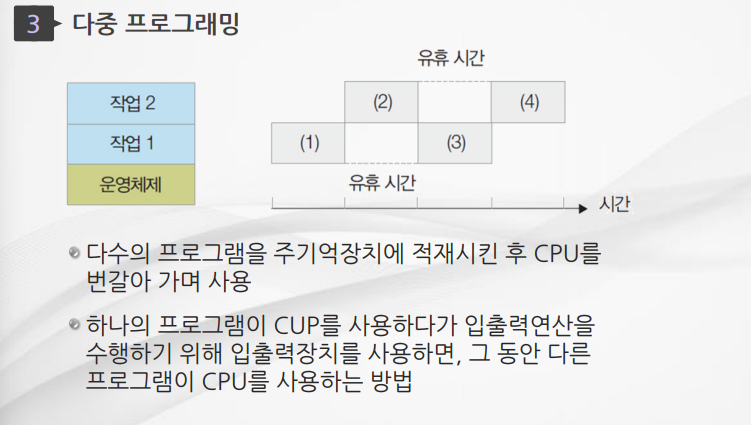 3 다중 프로그래밍
유휴 시간
작업 2
(2)
(4)
작업 1
(1)
(3)
운영체제
유휴 시간
시간
다수의 프로그램을 주기억장치에 적재시킨 후 CPU를
번갈아 가며 사용
하나의 프로그램이 CUP를 사용하다가 입출력연산을
수행하기 위해 입출력장치를 사용하면, 그 동안 다른
프로그램이 CPU를 사용하는 방법